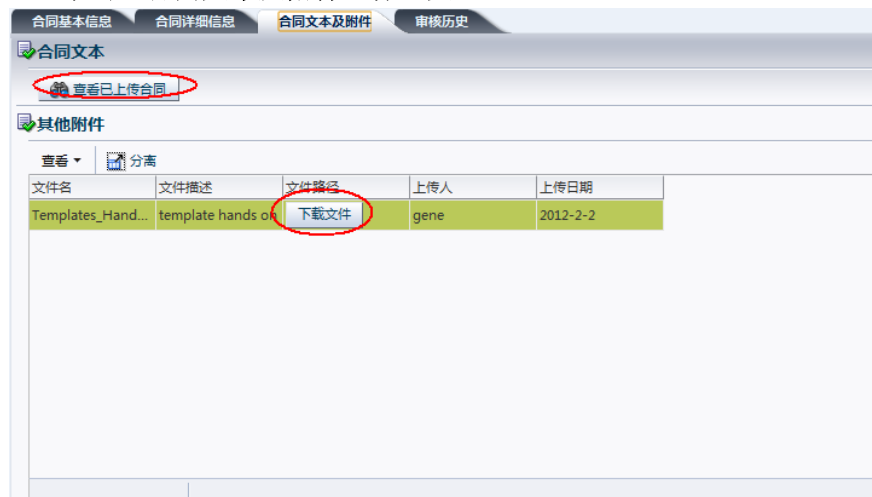 合同基本信息 合同详细信息 合同文本及附件 审核历史
合同文本
查看已上传合同
其他附件
查看 分离
文件名 文件描述 文件路径 上传人 上传日期
Templates_Hand... template hands on 下载文件 gene 2012-2-2